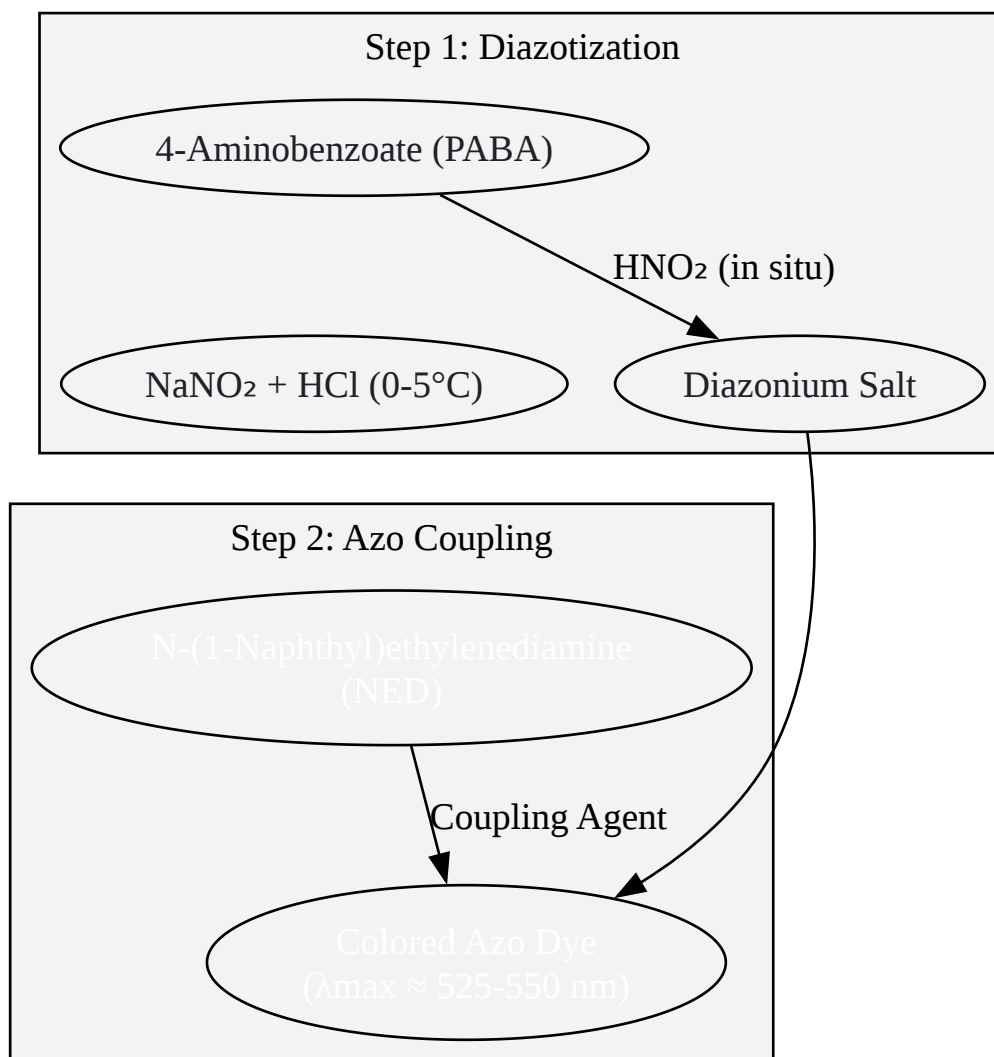 Step 1: Diazotization
4-Aminobenzoate (PABA)
HNO₂ (in situ)
NaNO₂ + HCl (0-5°C)
Diazonium Salt
Step 2: Azo Coupling
N-(1-Naphthyl)ethylenediamine
(NED)
Coupling Agent
Colored Azo Dye
(λmax ≈ 525-550 nm)